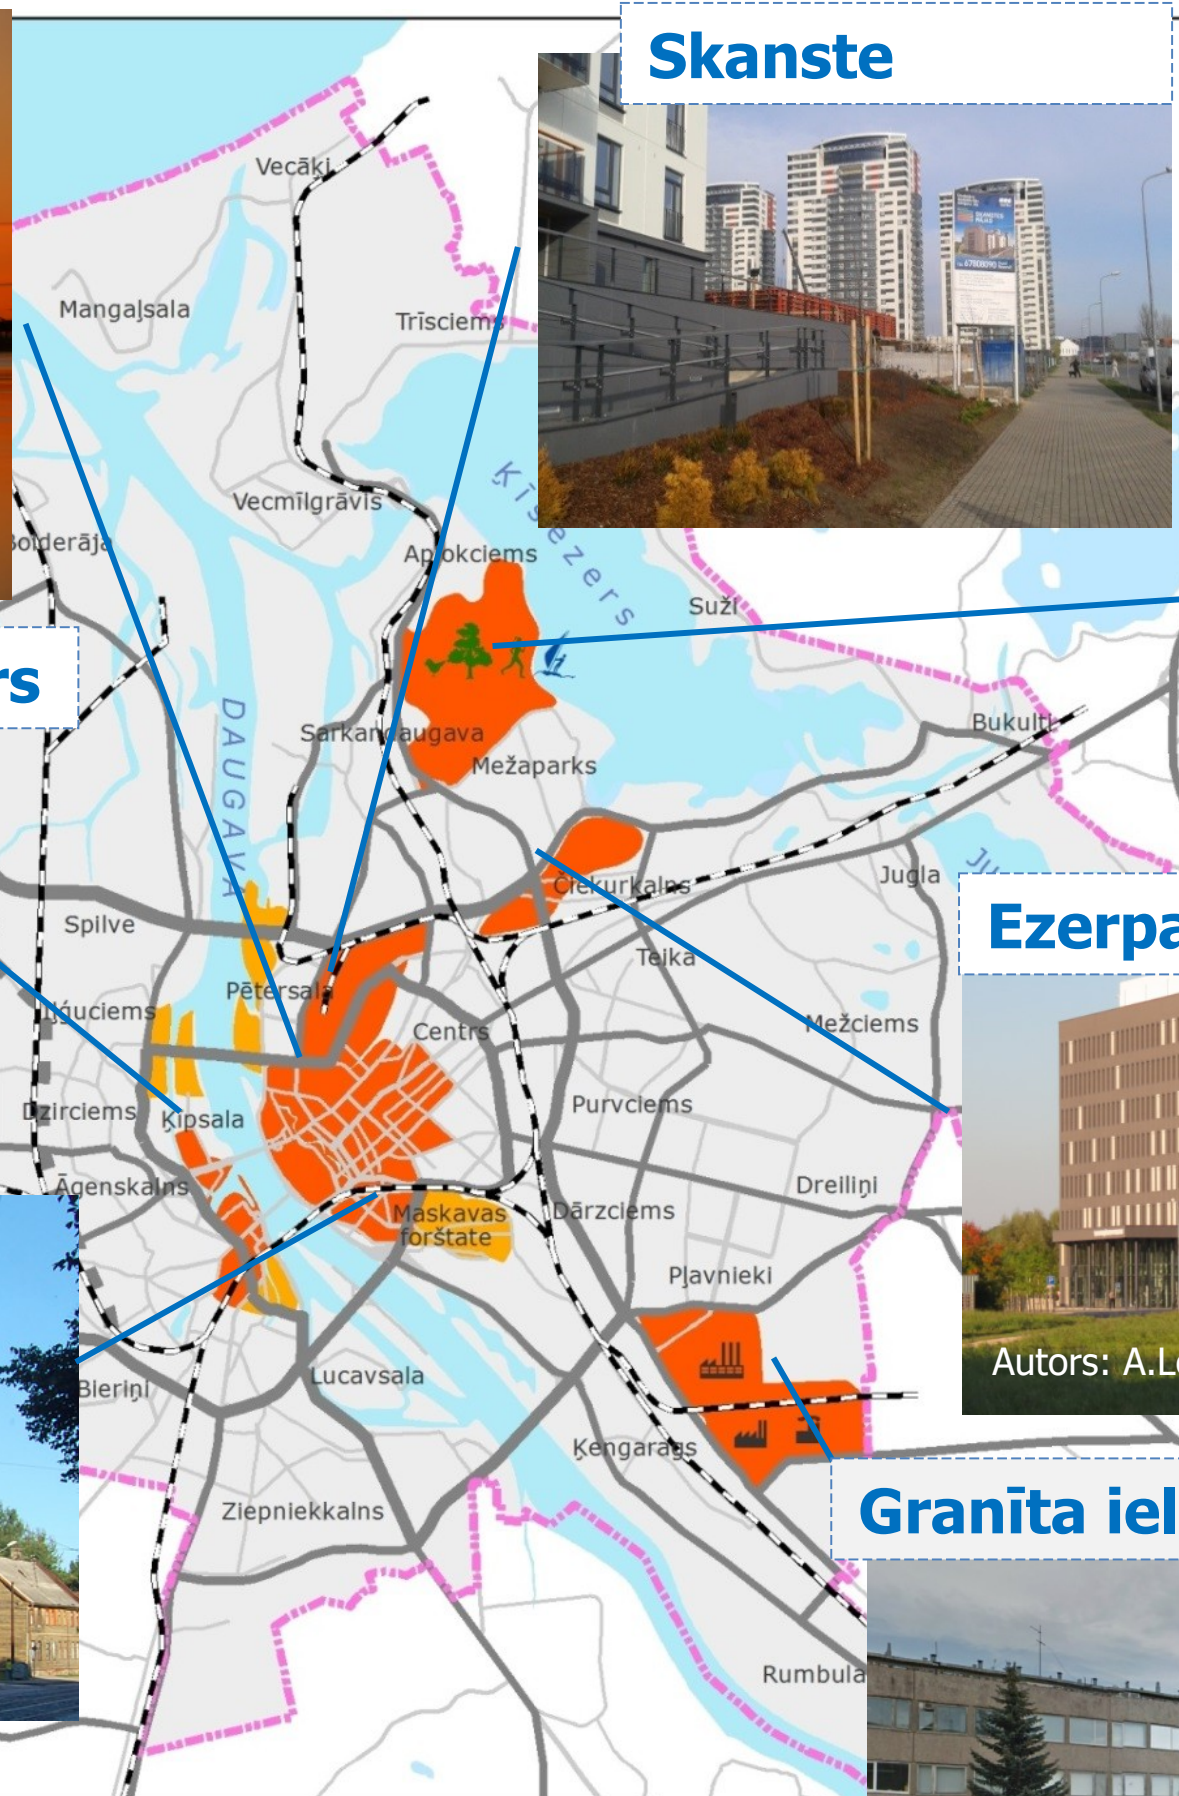 Skanste
Vecāķi
Mangaļsala
Trīsciems
Ķīšezers
Vecmīlgrāvis
Bolderāja
Aplokciems
Suži
rs
DAUGAVA
Sarkandaugava
Bukulti
Mežaparks
Čiekurkalns
Jugla
Ju
Spilve
Ezerpa
Teika
Pētersala
Iļģuciems
Centrs
Mežciems
Dzirciems
Ķīpsala
Purvciems
Āgenskalns
Dreiliņi
Maskavas
forštate
Dārzciems
Pļavnieki
Autors: A.Le
Bieriņi
Lucavsala
Ķengarags
Granīta iel
Ziepniekkalns
Rumbula